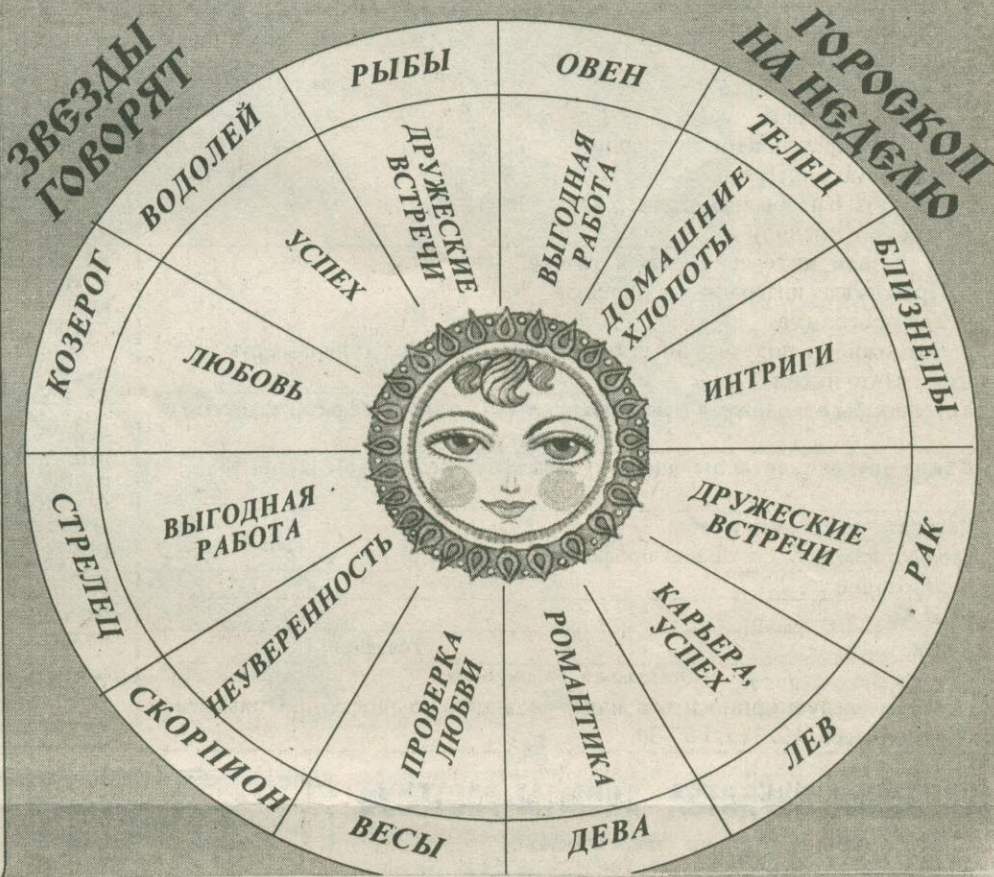 ЗВЕЗДЫ
ГОВОРЯТ
ГОРОСКОП
НА НЕДЕЛЮ
ОВЕН
ВЫГОДНАЯ
РАБОТА
ТЕЛЕЦ
ДОМАШНИЕ
ХЛОПОТЫ
БЛИЗНЕЦЫ
ИНТРИГИ
РАК
ДРУЖЕСКИЕ
ВСТРЕЧИ
ЛЕВ
КАРЬЕРА,
УСПЕХ
ДЕВА
РОМАНТИКА
ВЕСЫ
ПРОВЕРКА
ЛЮБВИ
СКОРПИОН
НЕУВЕРЕННОСТЬ
СТРЕЛЕЦ
ВЫГОДНАЯ
РАБОТА
КОЗЕРОГ
ЛЮБОВЬ
ВОДОЛЕЙ
УСПЕХ
РЫБЫ
ДРУЖЕСКИЕ
ВСТРЕЧИ